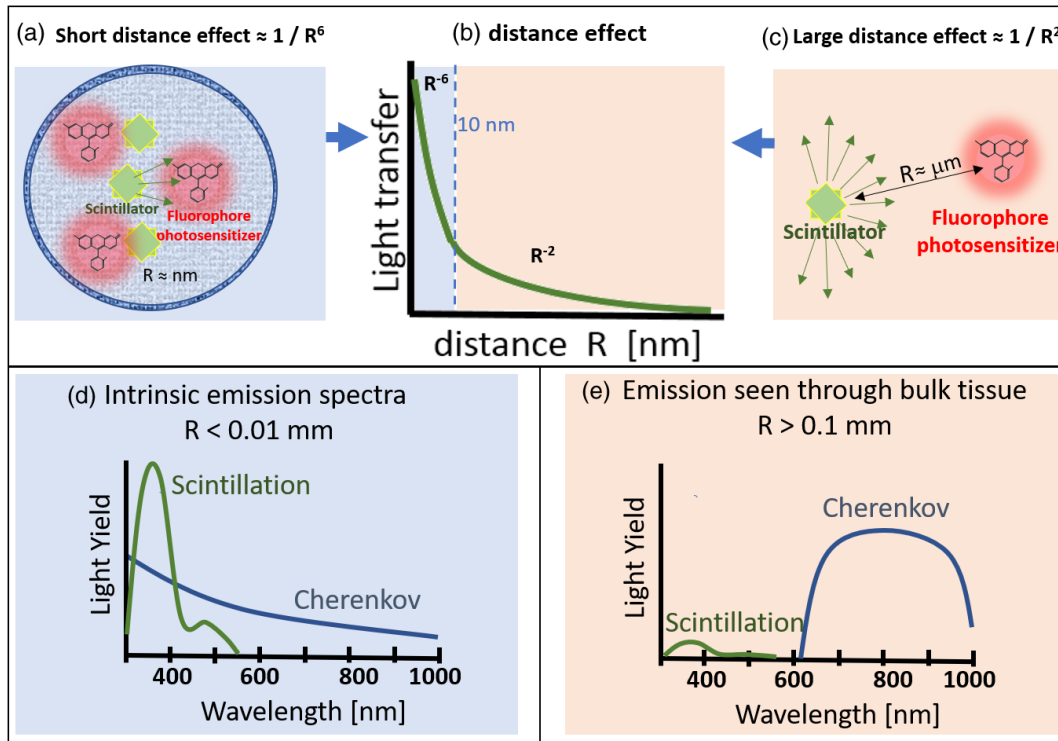 (a) Short distance effect ≈ 1 / R⁶
Scintillator
Fluorophore
photosensitizer
R ≈ nm
(b) distance effect
Light transfer
R⁻⁶
10 nm
R⁻²
distance R [nm]
(c) Large distance effect ≈ 1 / R²
R≈ μm
Scintillator
Fluorophore
photosensitizer
(d) Intrinsic emission spectra
R < 0.01 mm
Light Yield
Scintillation
Cherenkov
400 600 800 1000
Wavelength [nm]
(e) Emission seen through bulk tissue
R > 0.1 mm
Light Yield
Cherenkov
Scintillation
400 600 800 1000
Wavelength [nm]